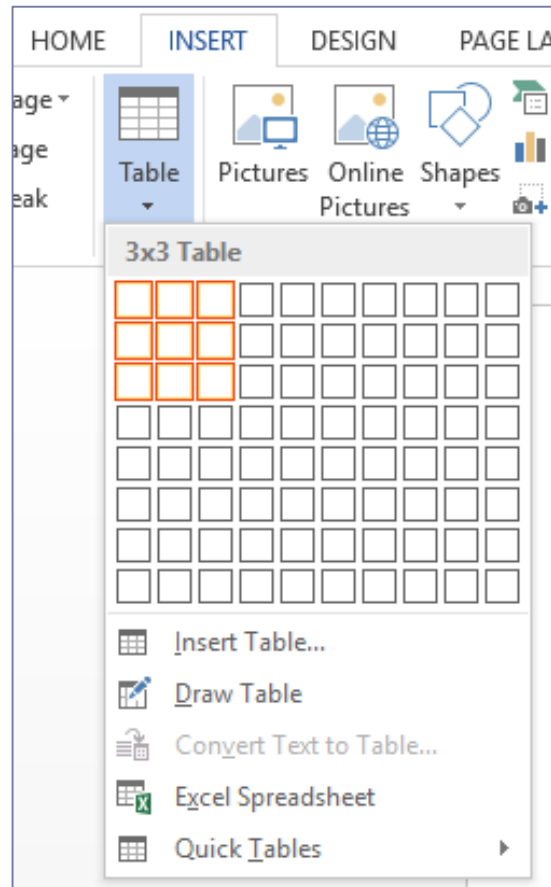 HOME INSERT DESIGN PAGE LA
age
age
eak
Table
Pictures
Online
Pictures
Shapes
3x3 Table
Insert Table...
Draw Table
Convert Text to Table...
Excel Spreadsheet
Quick Tables